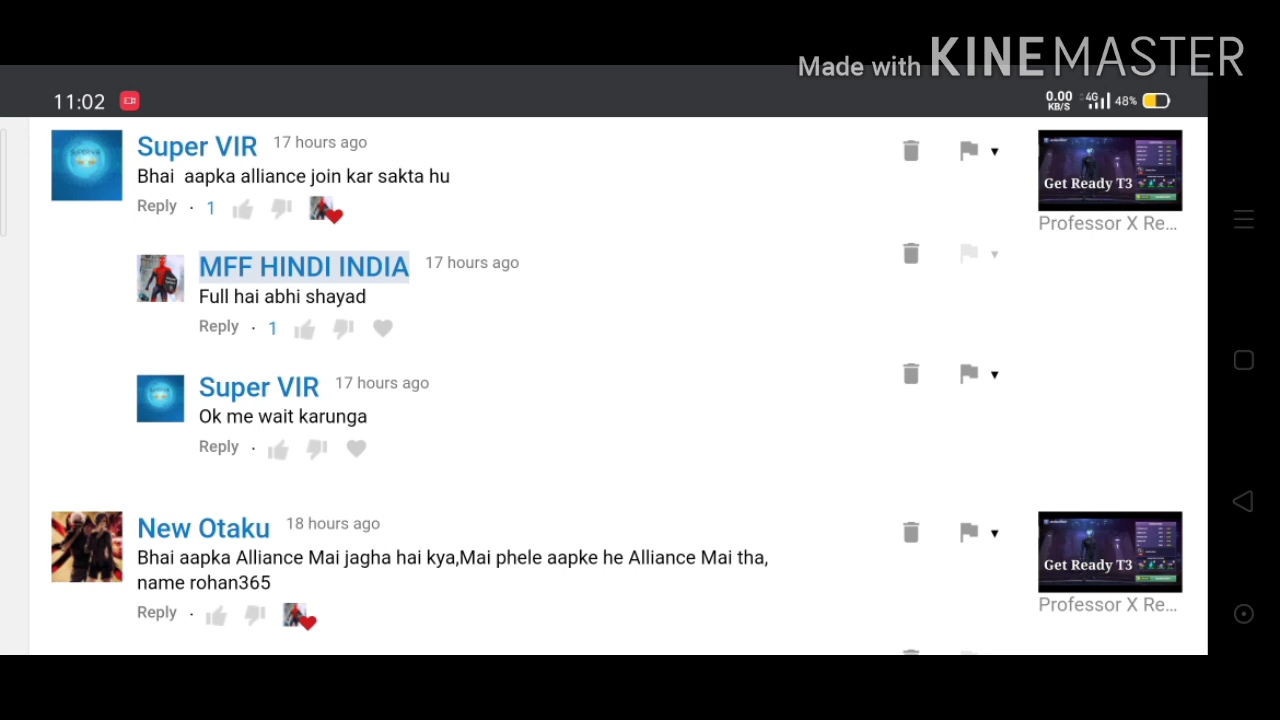 Made with KINEMASTER
11:02
0.00 KB/S 4G 48%
Super VIR 17 hours ago
Bhai aapka alliance join kar sakta hu
Reply · 1
Get Ready T3
Professor X Re...
MFF HINDI INDIA 17 hours ago
Full hai abhi shayad
Reply · 1
Super VIR 17 hours ago
Ok me wait karunga
Reply ·
New Otaku 18 hours ago
Bhai aapka Alliance Mai jagha hai kya,Mai phele aapke he Alliance Mai tha,
name rohan365
Reply ·
Get Ready T3
Professor X Re...